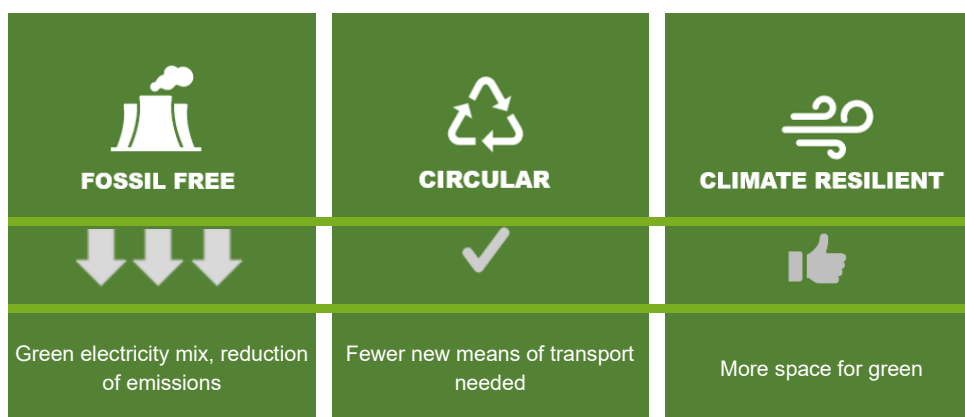 FOSSIL FREE
CIRCULAR
CLIMATE RESILIENT
Green electricity mix, reduction
of emissions
Fewer new means of transport
needed
More space for green